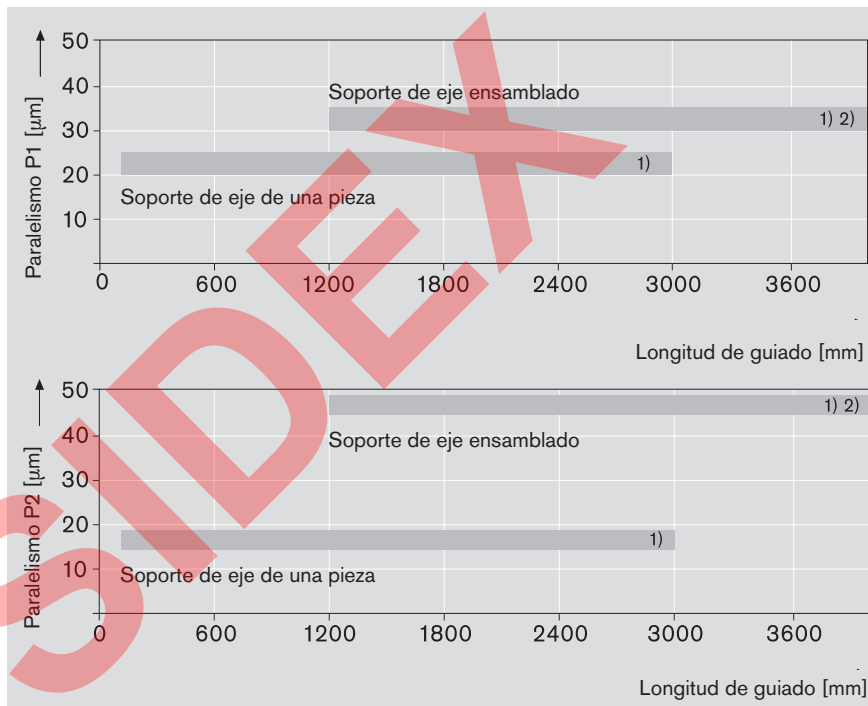 Paralelismo P1 [µm]
50
40
30
20
10
Soporte de eje ensamblado
1) 2)
1)
Soporte de eje de una pieza
0 600 1200 1800 2400 3000 3600
Longitud de guiado [mm]
Paralelismo P2 [µm]
50
40
30
20
10
1) 2)
Soporte de eje ensamblado
1)
Soporte de eje de una pieza
0 600 1200 1800 2400 3000 3600
Longitud de guiado [mm]
SIDEX